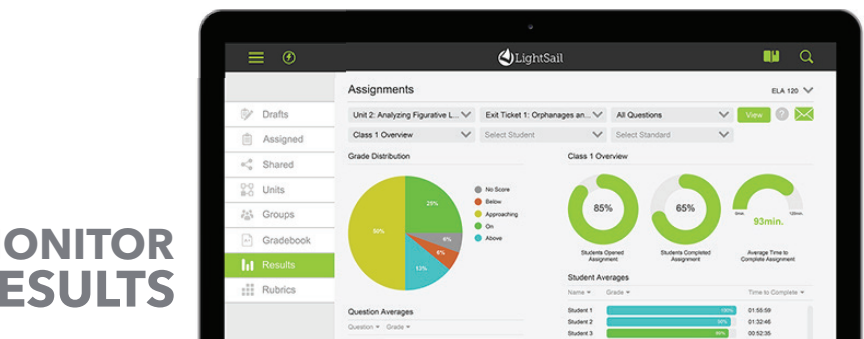 ONITOR
ESULTS
LightSail
Assignments
ELA 120
Unit 2: Analyzing Figurative L...
Exit Ticket 1: Orphanages an...
All Questions
View
?
Class 1 Overview
Select Student
Select Standard
Drafts
Assigned
Shared
Units
Groups
Gradebook
Results
Rubrics
Grade Distribution
25%
50%
6%
6%
13%
No Score
Below
Approaching
On
Above
Class 1 Overview
85%
Students Opened
Assignment
65%
Students Completed
Assignment
0min.
120min.
93min.
Average Time to
Complete Assignment
Student Averages
Name
Grade
Time to Complete
Student 1
100%
01:55:59
Student 2
01:32:46
Student 3
00:52:35
Question Averages
Question
Grade